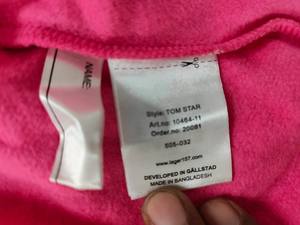 NAME:
Style: TOM STAR
Art.no: 10464-11
Order.no: 20081
505-032
www.lager157.com
DEVELOPED IN GÄLLSTAD
MADE IN BANGLADESH